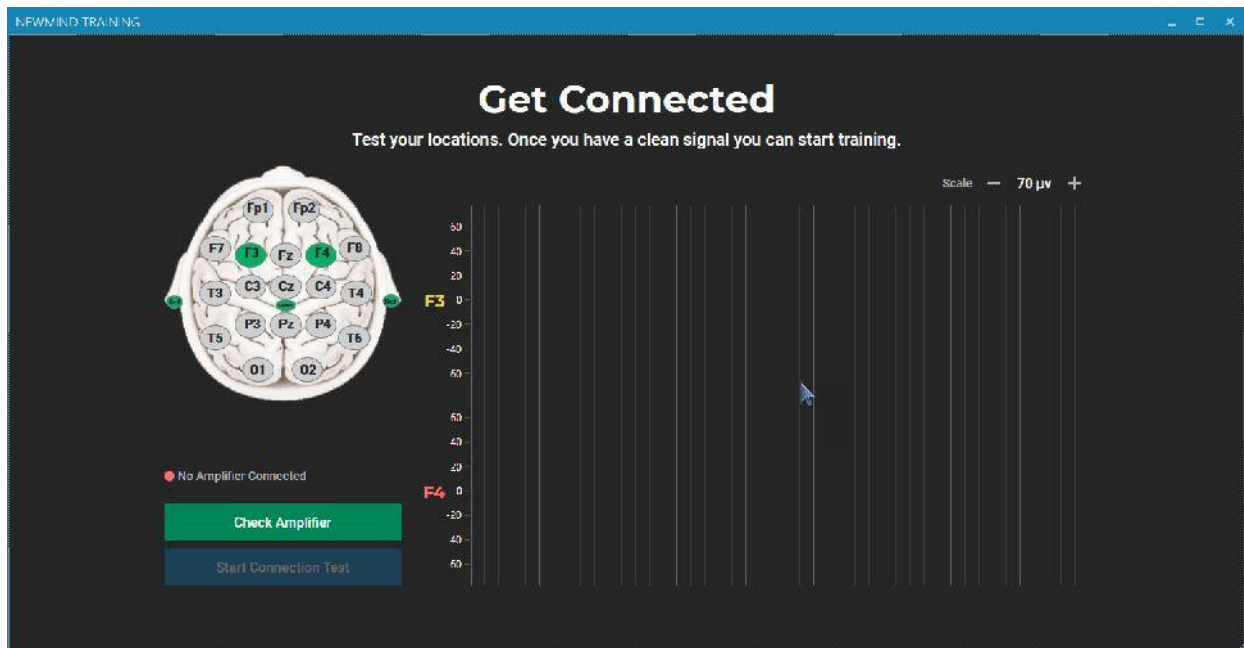 NEWMIND TRAINING
Get Connected
Test your locations. Once you have a clean signal you can start training.
Scale — 70 µv +
Fp1 Fp2
F7 F3 Fz F4 F8
T3 C3 Cz C4 T4
T5 P3 Pz P4 T6
O1 O2
60
40
20
F3 0
-20
-40
60
60
40
20
F4 0
-20
40
60
No Amplifier Connected
Check Amplifier
Start Connection Test